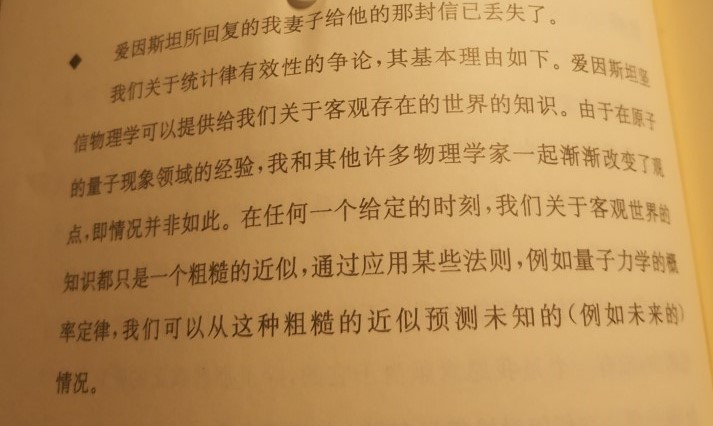 爱因斯坦所回复的我妻子给他的那封信已丢失了。
我们关于统计律有效性的争论,其基本理由如下。爱因斯坦坚
信物理学可以提供给我们关于客观存在的世界的知识。由于在原子
的量子现象领域的经验,我和其他许多物理学家一起渐渐改变了观
点,即情况并非如此。在任何一个给定的时刻,我们关于客观世界的
知识都只是一个粗糙的近似,通过应用某些法则,例如量子力学的概
率定律,我们可以从这种粗糙的近似预测未知的(例如未来的)
情况。